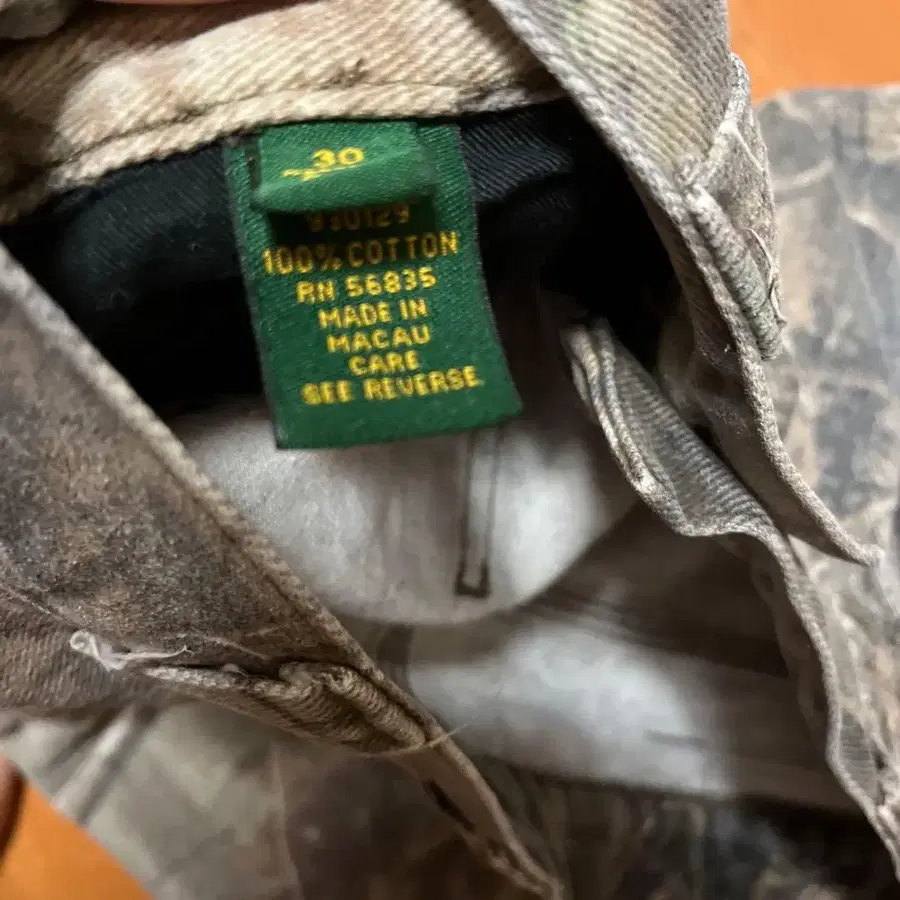 30
930129
100% COTTON
RN 56835
MADE IN
MACAU
CARE
SEE REVERSE